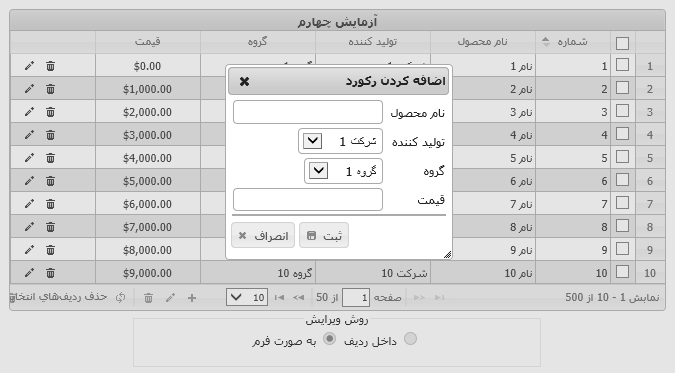 آزمایش چهارم
شماره نام محصول تولید کننده گروه قیمت
1 1 نام 1 $0.00
2 2 نام 2 $1,000.00
3 3 نام 3 $2,000.00
4 4 نام 4 $3,000.00
5 5 نام 5 $4,000.00
6 6 نام 6 $5,000.00
7 7 نام 7 $6,000.00
8 8 نام 8 $7,000.00
9 9 نام 9 $8,000.00
10 10 نام 10 شرکت 10 گروه 10 $9,000.00
اضافه کردن رکورد
نام محصول
تولید کننده شرکت 1
گروه گروه 1
قیمت
ثبت انصراف
نمایش 1 - 10 از 500 صفحه 1 از 50 10 حذف ردیف‌های انتخا
روش ویرایش
داخل ردیف به صورت فرم